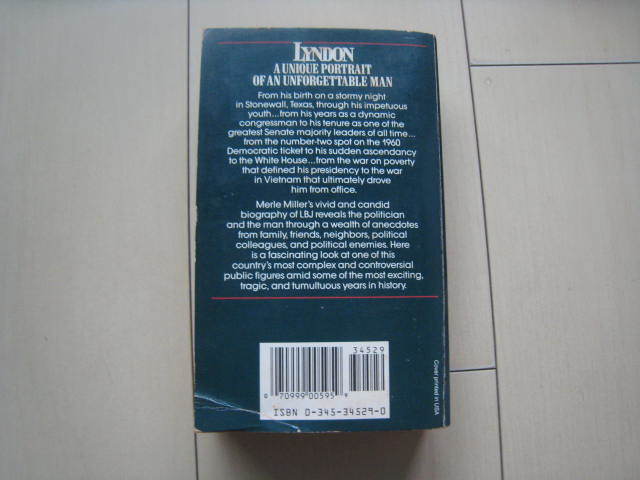 LYNDON
A UNIQUE PORTRAIT
OF AN UNFORGETTABLE MAN
From his birth on a stormy night
in Stonewall, Texas, through his impetuous
youth...from his years as a dynamic
congressman to his tenure as one of the
greatest Senate majority leaders of all time...
from the number-two spot on the 1960
Democratic ticket to his sudden ascendancy
to the White House...from the war on poverty
that defined his presidency to the war
in Vietnam that ultimately drove
him from office.
Merle Miller's vivid and candid
biography of LBJ reveals the politician
and the man through a wealth of anecdotes
from family, friends, neighbors, political
colleagues, and political enemies. Here
is a fascinating look at one of this
country's most complex and controversial
public figures amid some of the most exciting,
tragic, and tumultuous years in history.
34529
0 70999 00595 9
ISBN 0-345-34529-0
Cover printed in USA